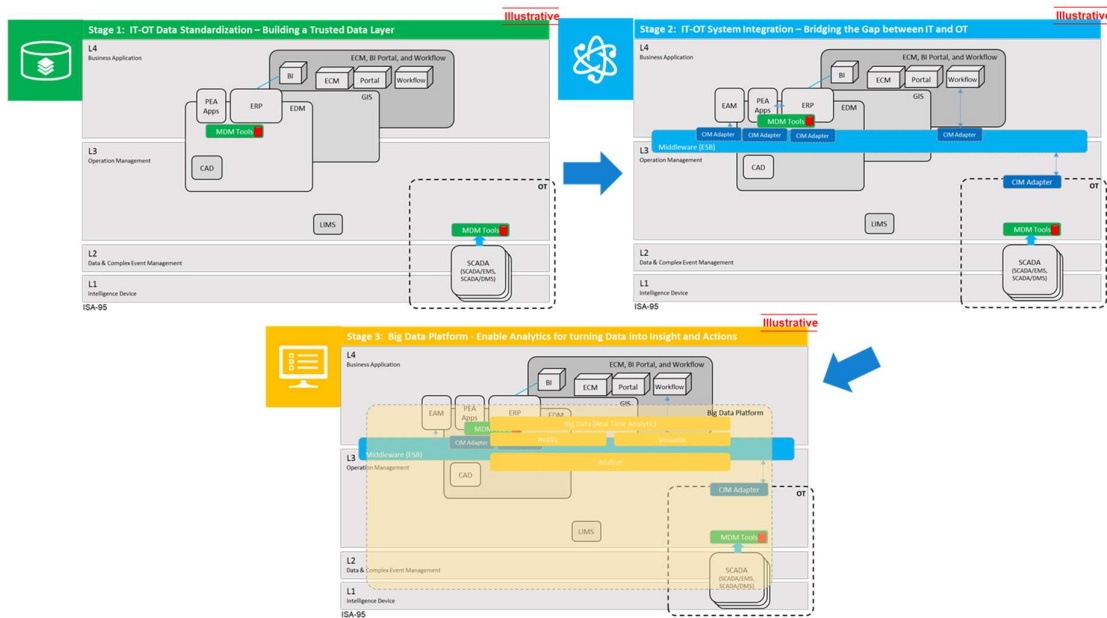 Illustrative
Stage 1: IT-OT Data Standardization – Building a Trusted Data Layer
L4
Business Application
ECM, BI Portal, and Workflow
BI
ECM
Portal
Workflow
GIS
PEA
Apps
ERP
EDM
MDM Tools
L3
Operation Management
CAD
OT
LIMS
MDM Tools
L2
Data & Complex Event Management
SCADA
(SCADA/EMS,
SCADA/DMS)
L1
Intelligence Device
ISA-95
Illustrative
Stage 2: IT-OT System Integration – Bridging the Gap between IT and OT
L4
Business Application
ECM, BI Portal, and Workflow
BI
ECM
Portal
Workflow
GIS
EAM
PEA
Apps
ERP
EDM
MDM Tools
CIM Adapter
CIM Adapter
CIM Adapter
CIM Adapter
Middleware (ESB)
L3
Operation Management
CAD
CIM Adapter
OT
LIMS
MDM Tools
L2
Data & Complex Event Management
SCADA
(SCADA/EMS,
SCADA/DMS)
L1
Intelligence Device
ISA-95
Illustrative
Stage 3: Big Data Platform - Enable Analytics for turning Data into Insight and Actions
L4
Business Application
ECM, BI Portal, and Workflow
BI
ECM
Portal
Workflow
GIS
EAM
PEA
Apps
ERP
EDM
Big Data Platform
Big Data (Real Time Analytic)
MDM
CIM Adapter
Notify
Visualize
Middleware (ESB)
Analyze
L3
Operation Management
CAD
CIM Adapter
OT
LIMS
MDM Tools
L2
Data & Complex Event Management
SCADA
(SCADA/EMS,
SCADA/DMS)
L1
Intelligence Device
ISA-95